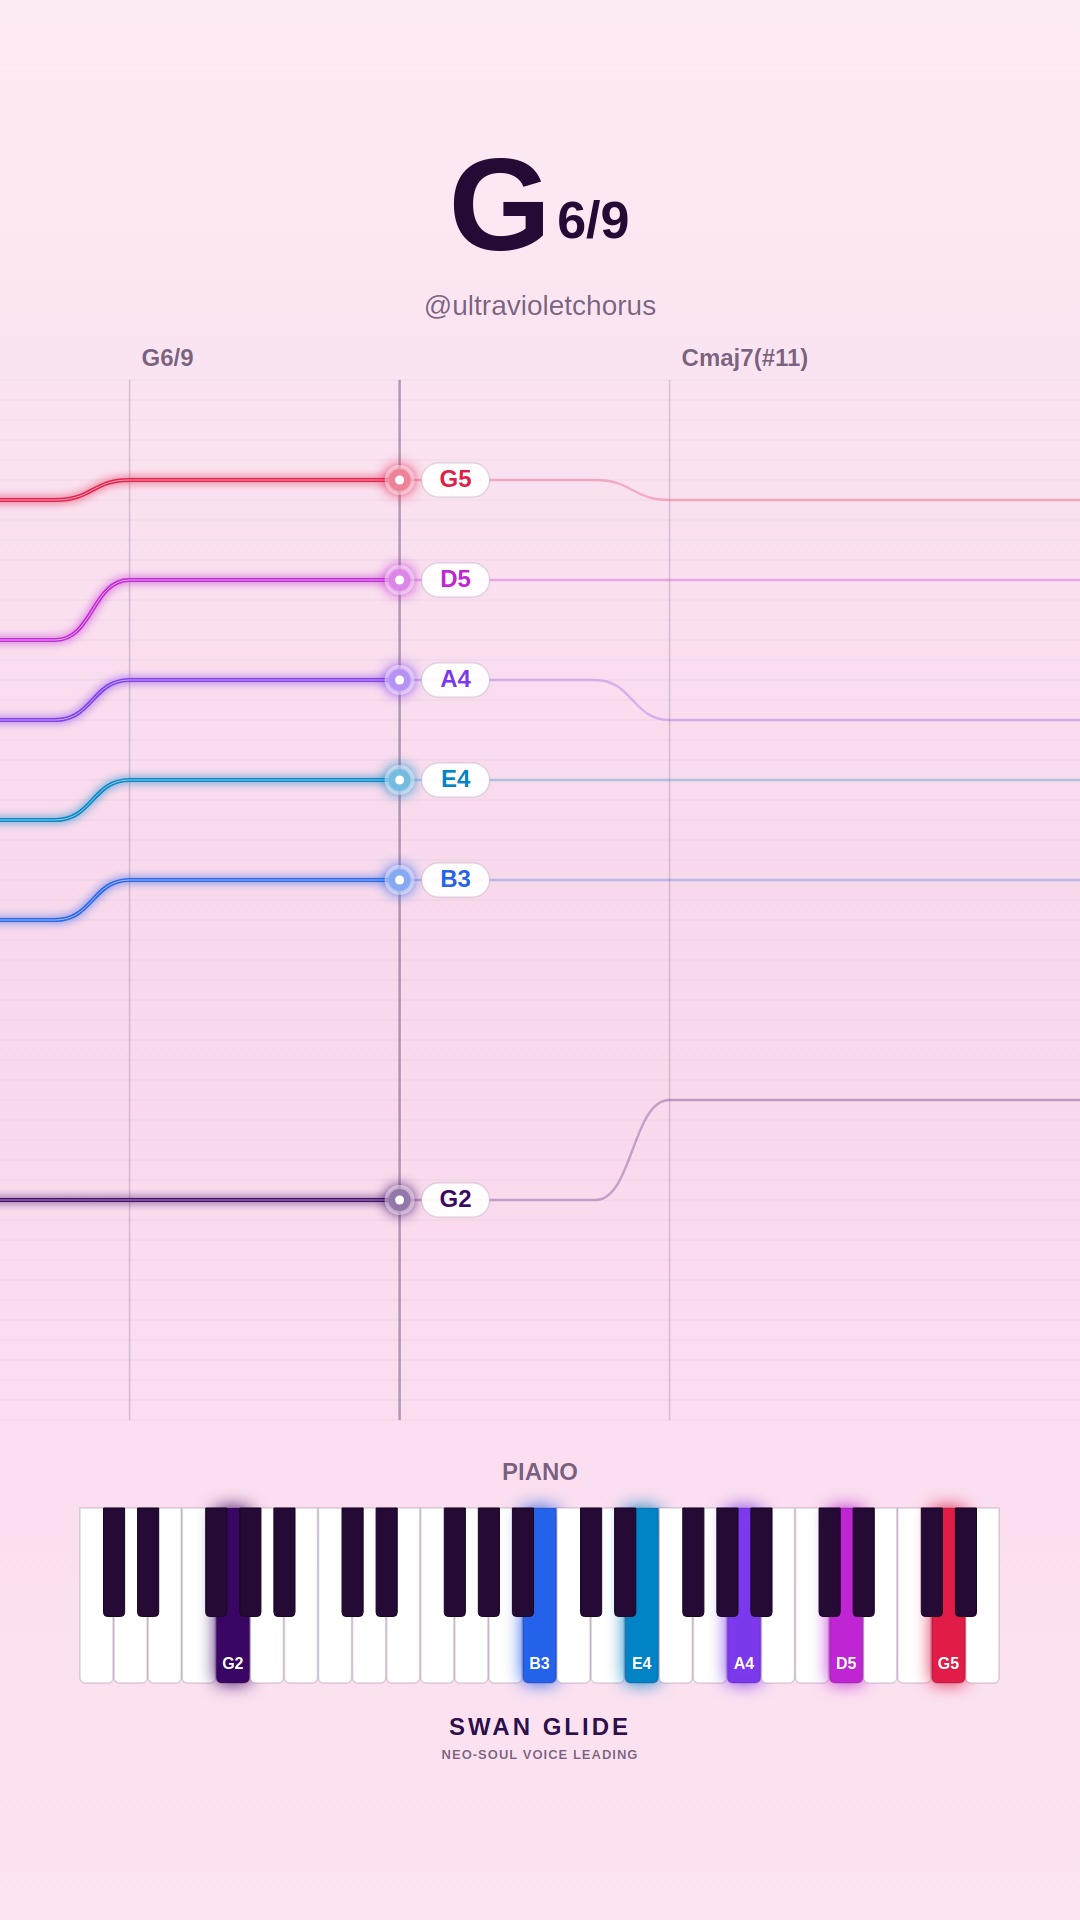 G 6/9
@ultravioletchorus
G6/9
Cmaj7(#11)
G5
D5
A4
E4
B3
G2
PIANO
G2 B3 E4 A4 D5 G5
SWAN GLIDE
NEO-SOUL VOICE LEADING